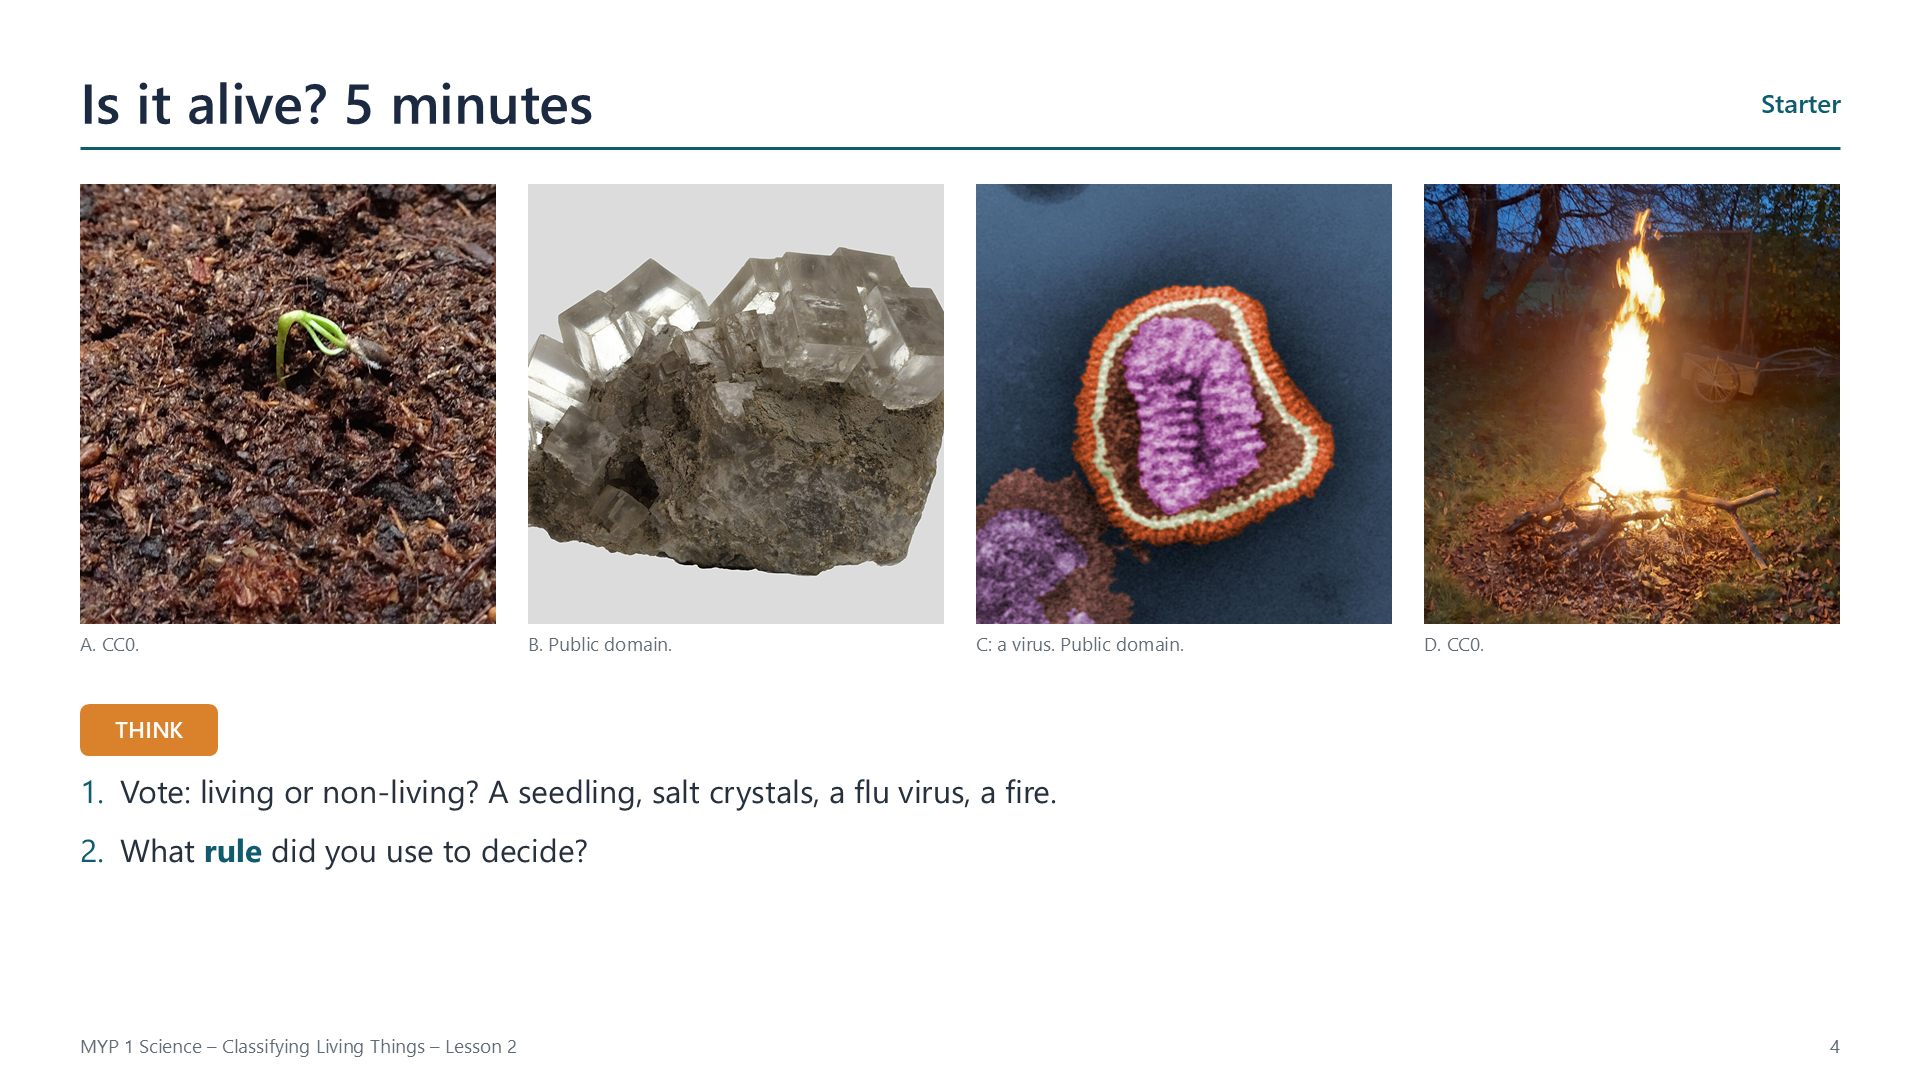 Is it alive? 5 minutes
Starter
A. CC0.
B. Public domain.
C: a virus. Public domain.
D. CC0.
THINK
1. Vote: living or non-living? A seedling, salt crystals, a flu virus, a fire.
2. What rule did you use to decide?
MYP 1 Science – Classifying Living Things – Lesson 2
4